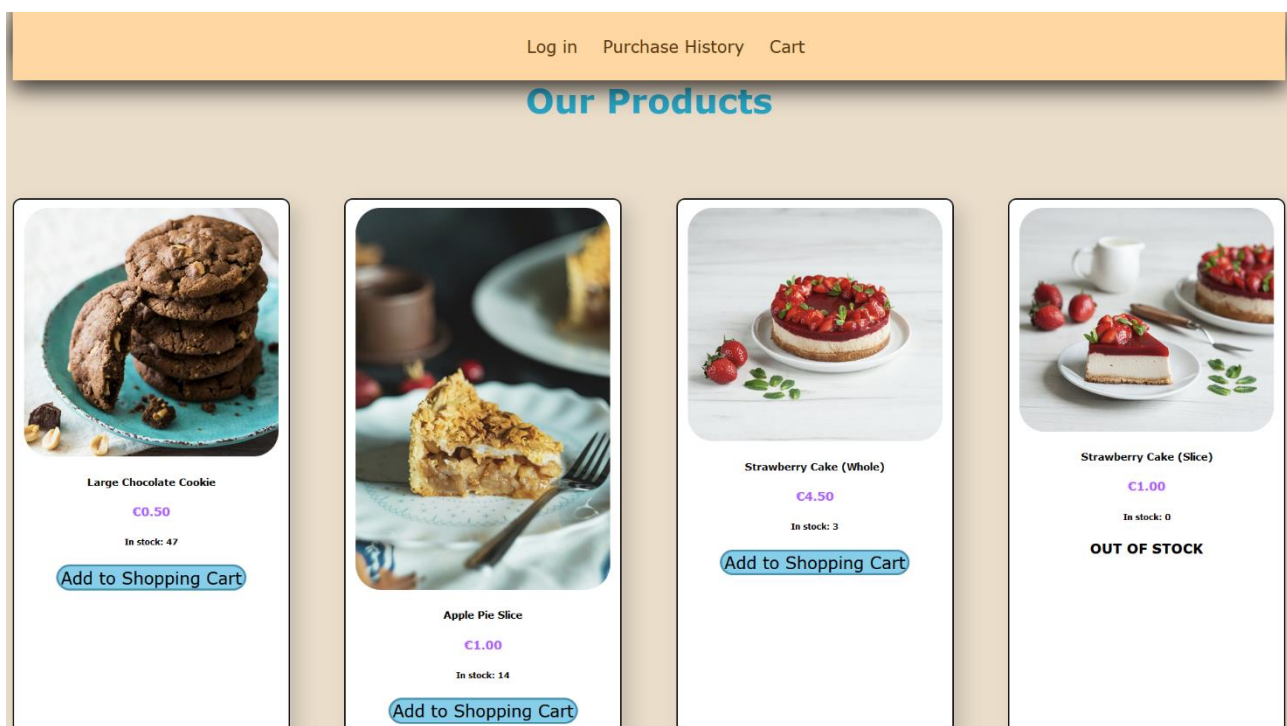 Log in Purchase History Cart
Our Products
Large Chocolate Cookie
€0.50
In stock: 47
Add to Shopping Cart
Apple Pie Slice
€1.00
In stock: 14
Add to Shopping Cart
Strawberry Cake (Whole)
€4.50
In stock: 3
Add to Shopping Cart
Strawberry Cake (Slice)
€1.00
In stock: 0
OUT OF STOCK